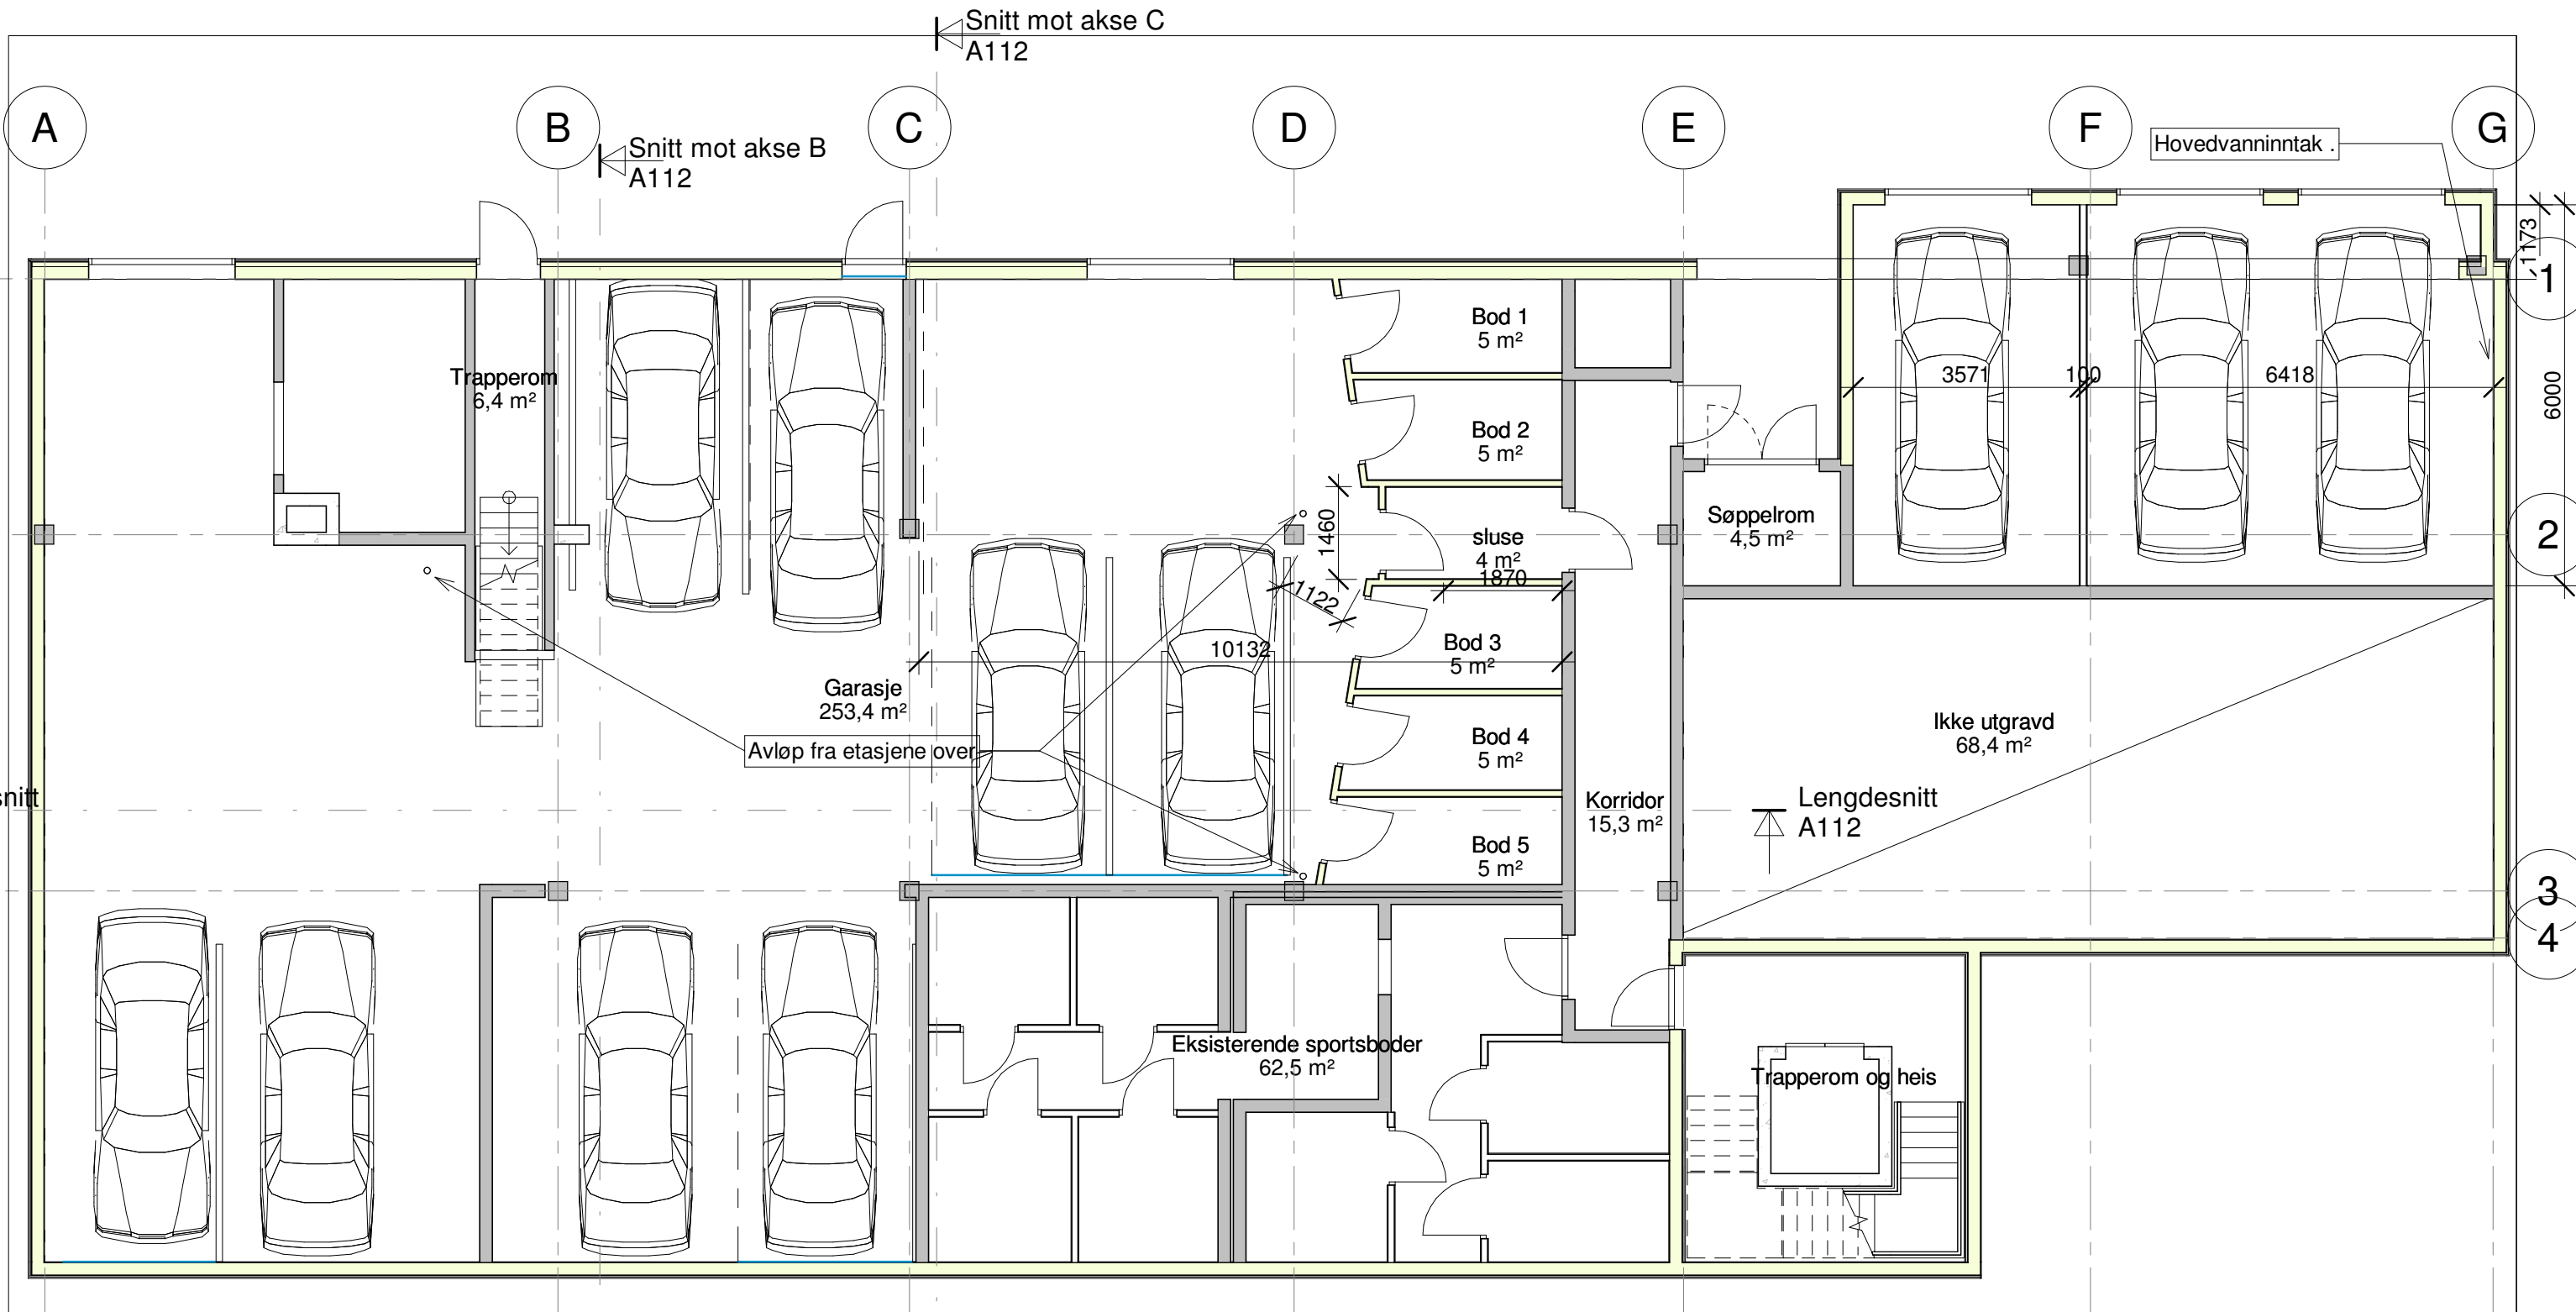 Snitt mot akse C
A112
A
B
C
D
E
F
G
Hovedvanninntak .
Snitt mot akse B
A112
1173
1
Bod 1
5 m²
Trapperom
6,4 m²
3571
100
6418
6000
Bod 2
5 m²
1460
sluse
4 m²
1870
Søppelrom
4,5 m²
2
1122
Bod 3
5 m²
10132
Garasje
253,4 m²
Avløp fra etasjene over
Bod 4
5 m²
Ikke utgravd
68,4 m²
snitt
Korridor
15,3 m²
Lengdesnitt
A112
Bod 5
5 m²
3
4
Eksisterende sportsboder
62,5 m²
Trapperom og heis